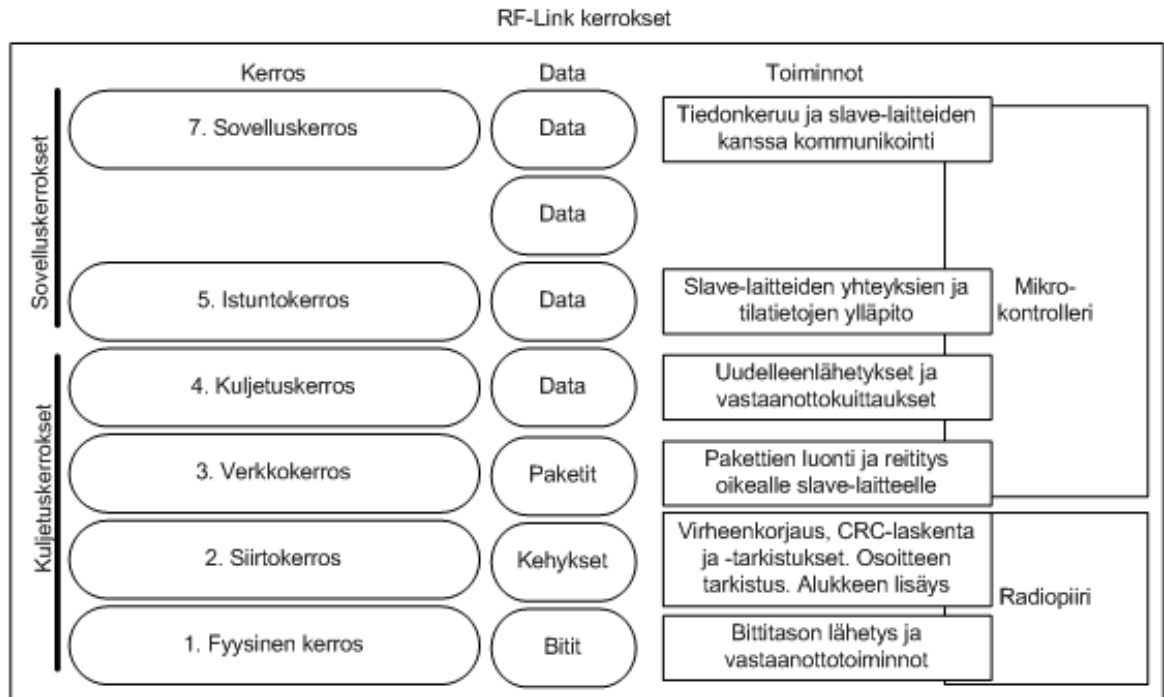 RF-Link kerrokset
Kerros Data Toiminnot
Sovelluskerrokset
7. Sovelluskerros
Data
Tiedonkeruu ja slave-laitteiden
kanssa kommunikointi
Data
5. Istuntokerros
Data
Slave-laitteiden yhteyksien ja
tilatietojen ylläpito
Mikro-
kontrolleri
Kuljetuskerrokset
4. Kuljetuskerros
Data
Uudelleenlähetykset ja
vastaanottokuittaukset
3. Verkkokerros
Paketit
Pakettien luonti ja reititys
oikealle slave-laitteelle
2. Siirtokerros
Kehykset
Virheenkorjaus, CRC-laskenta
ja -tarkistukset. Osoitteen
tarkistus. Alukkeen lisäys
Radiopiiri
1. Fyysinen kerros
Bitit
Bittitason lähetys ja
vastaanottotoiminnot